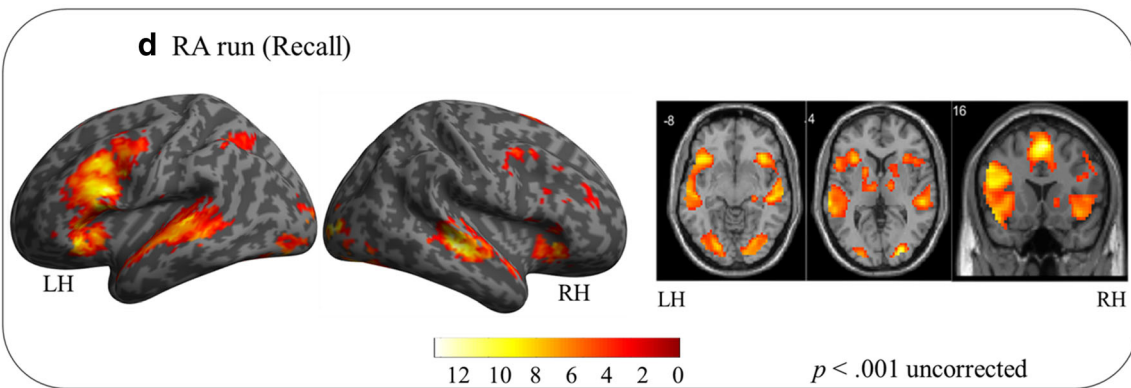 d RA run (Recall)
-8
4
16
LH
RH
LH
RH
12 10 8 6 4 2 0
p < .001 uncorrected